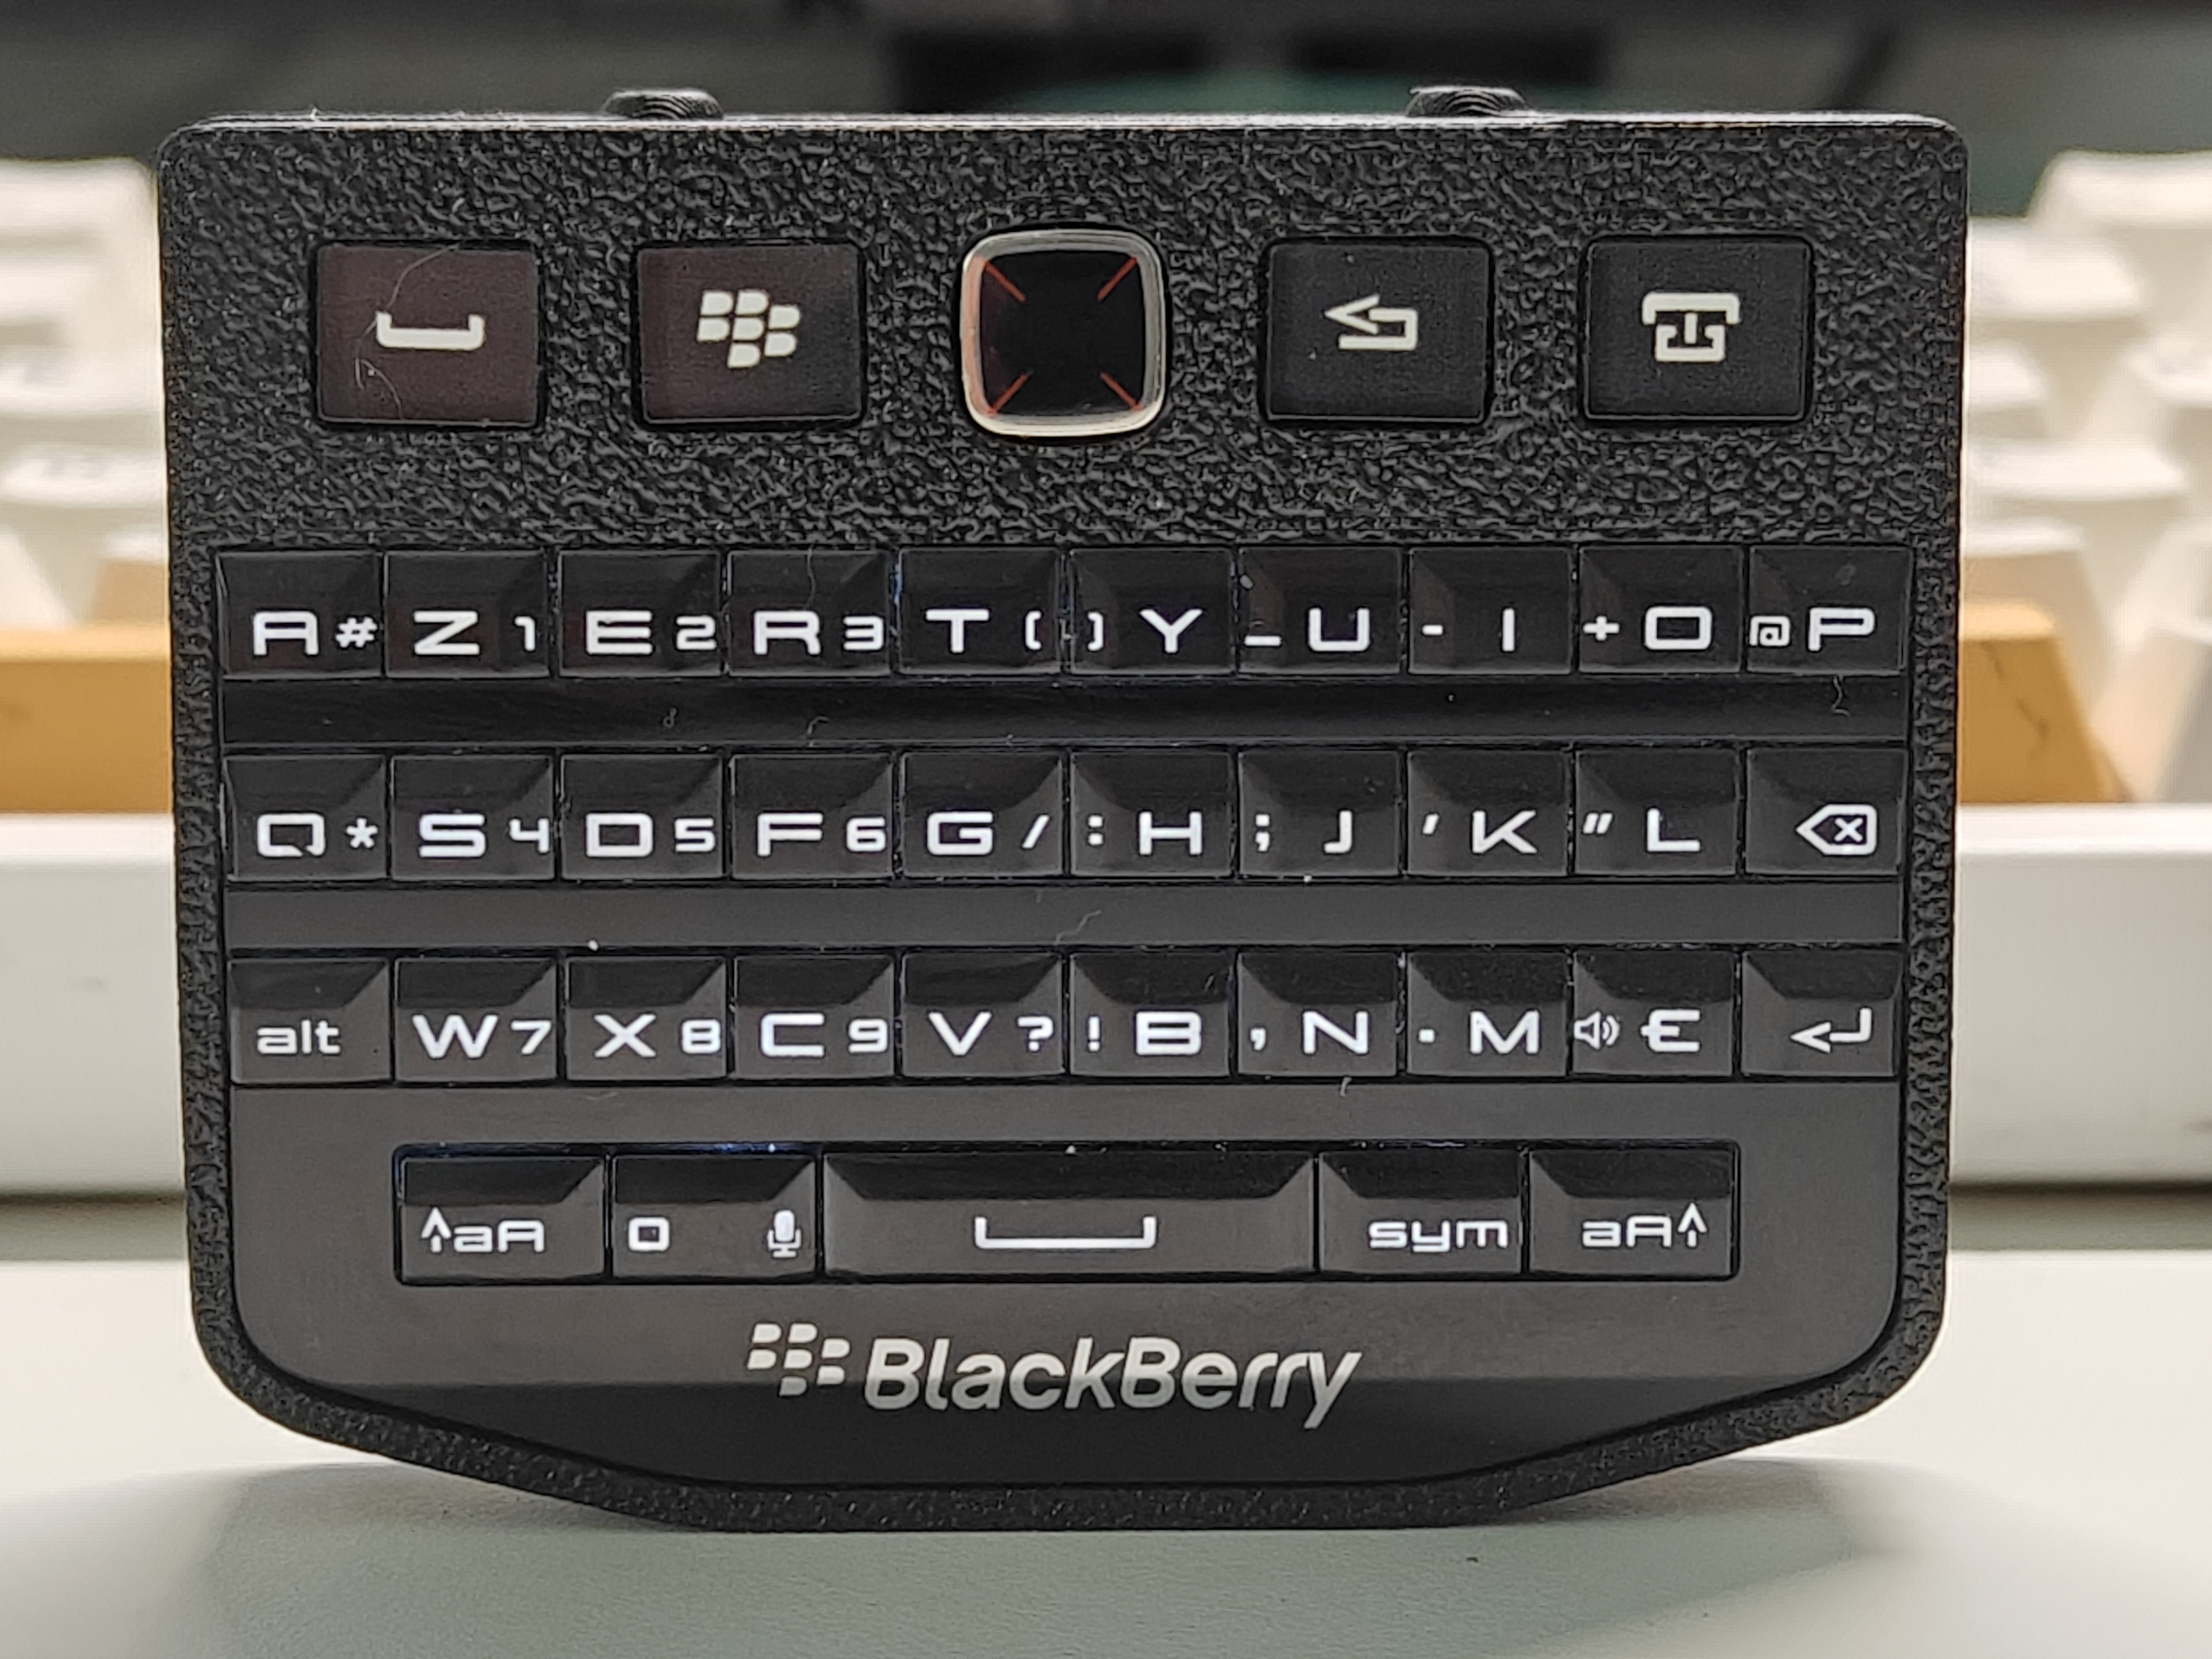 A # Z 1 E 2 R 3 T ( ) Y _ U - I + O @ P
Q * S 4 D 5 F 6 G / : H ; J ' K " L
alt W 7 X 8 C 9 V ? ! B , N . M €
aA 0 sym aA
BlackBerry